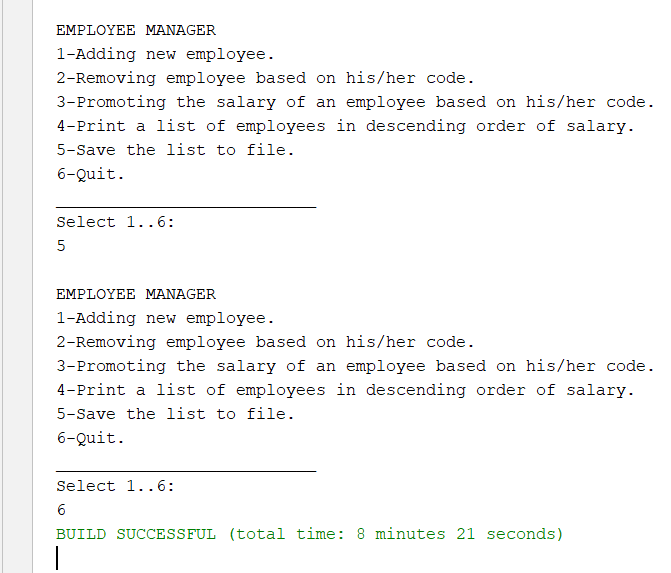 EMPLOYEE MANAGER
1-Adding new employee.
2-Removing employee based on his/her code.
3-Promoting the salary of an employee based on his/her code.
4-Print a list of employees in descending order of salary.
5-Save the list to file.
6-Quit.
__________________________
Select 1..6:
5
EMPLOYEE MANAGER
1-Adding new employee.
2-Removing employee based on his/her code.
3-Promoting the salary of an employee based on his/her code.
4-Print a list of employees in descending order of salary.
5-Save the list to file.
6-Quit.
__________________________
Select 1..6:
6
BUILD SUCCESSFUL (total time: 8 minutes 21 seconds)